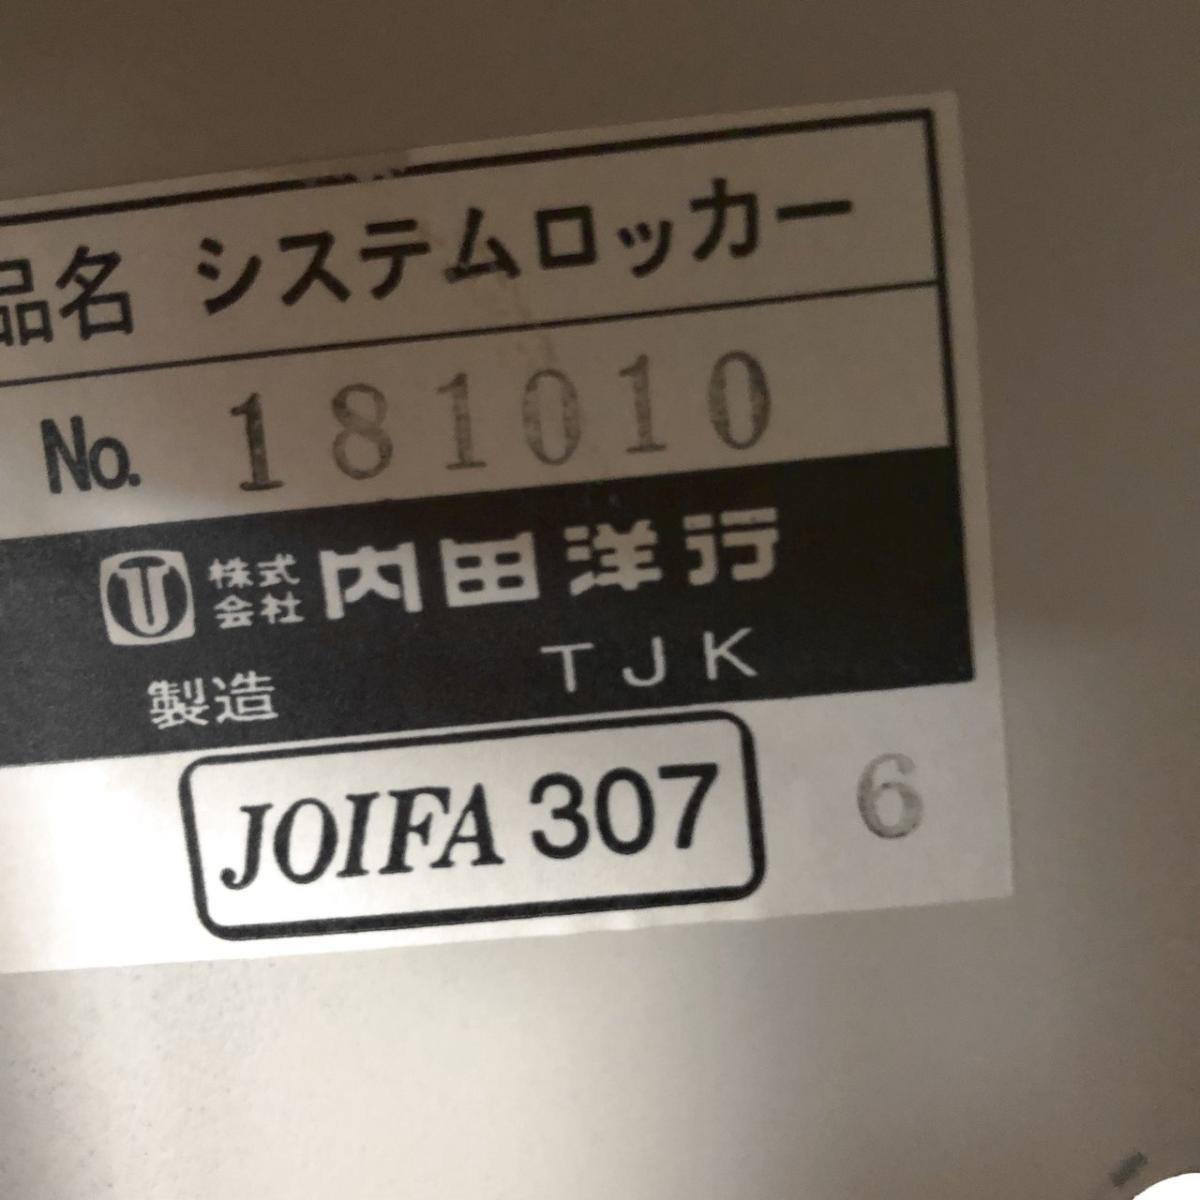 品名 システムロッカー
No. 181010
U 株式会社 内田洋行
製造 TJK
JOIFA 307 6